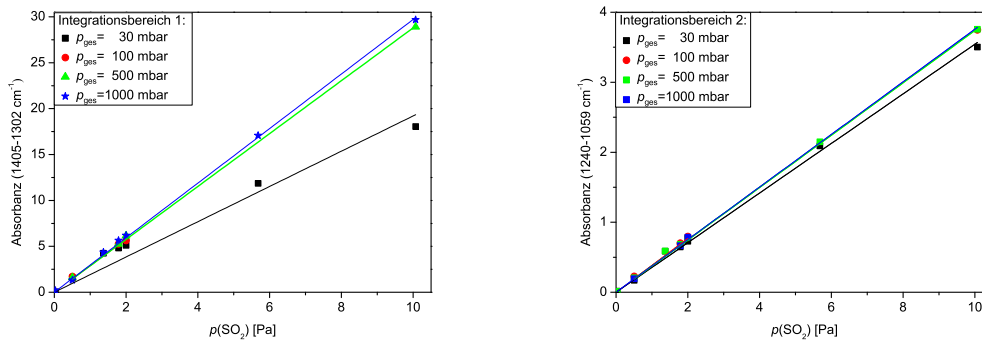 Integrationsbereich 1:
pges= 30 mbar
pges= 100 mbar
pges= 500 mbar
pges=1000 mbar
Absorbanz (1405-1302 cm⁻¹)
30
25
20
15
10
5
0
0 2 4 6 8 10
p(SO₂) [Pa]
Integrationsbereich 2:
pges= 30 mbar
pges= 100 mbar
pges= 500 mbar
pges=1000 mbar
Absorbanz (1240-1059 cm⁻¹)
4
3
2
1
0
0 2 4 6 8 10
p(SO₂) [Pa]